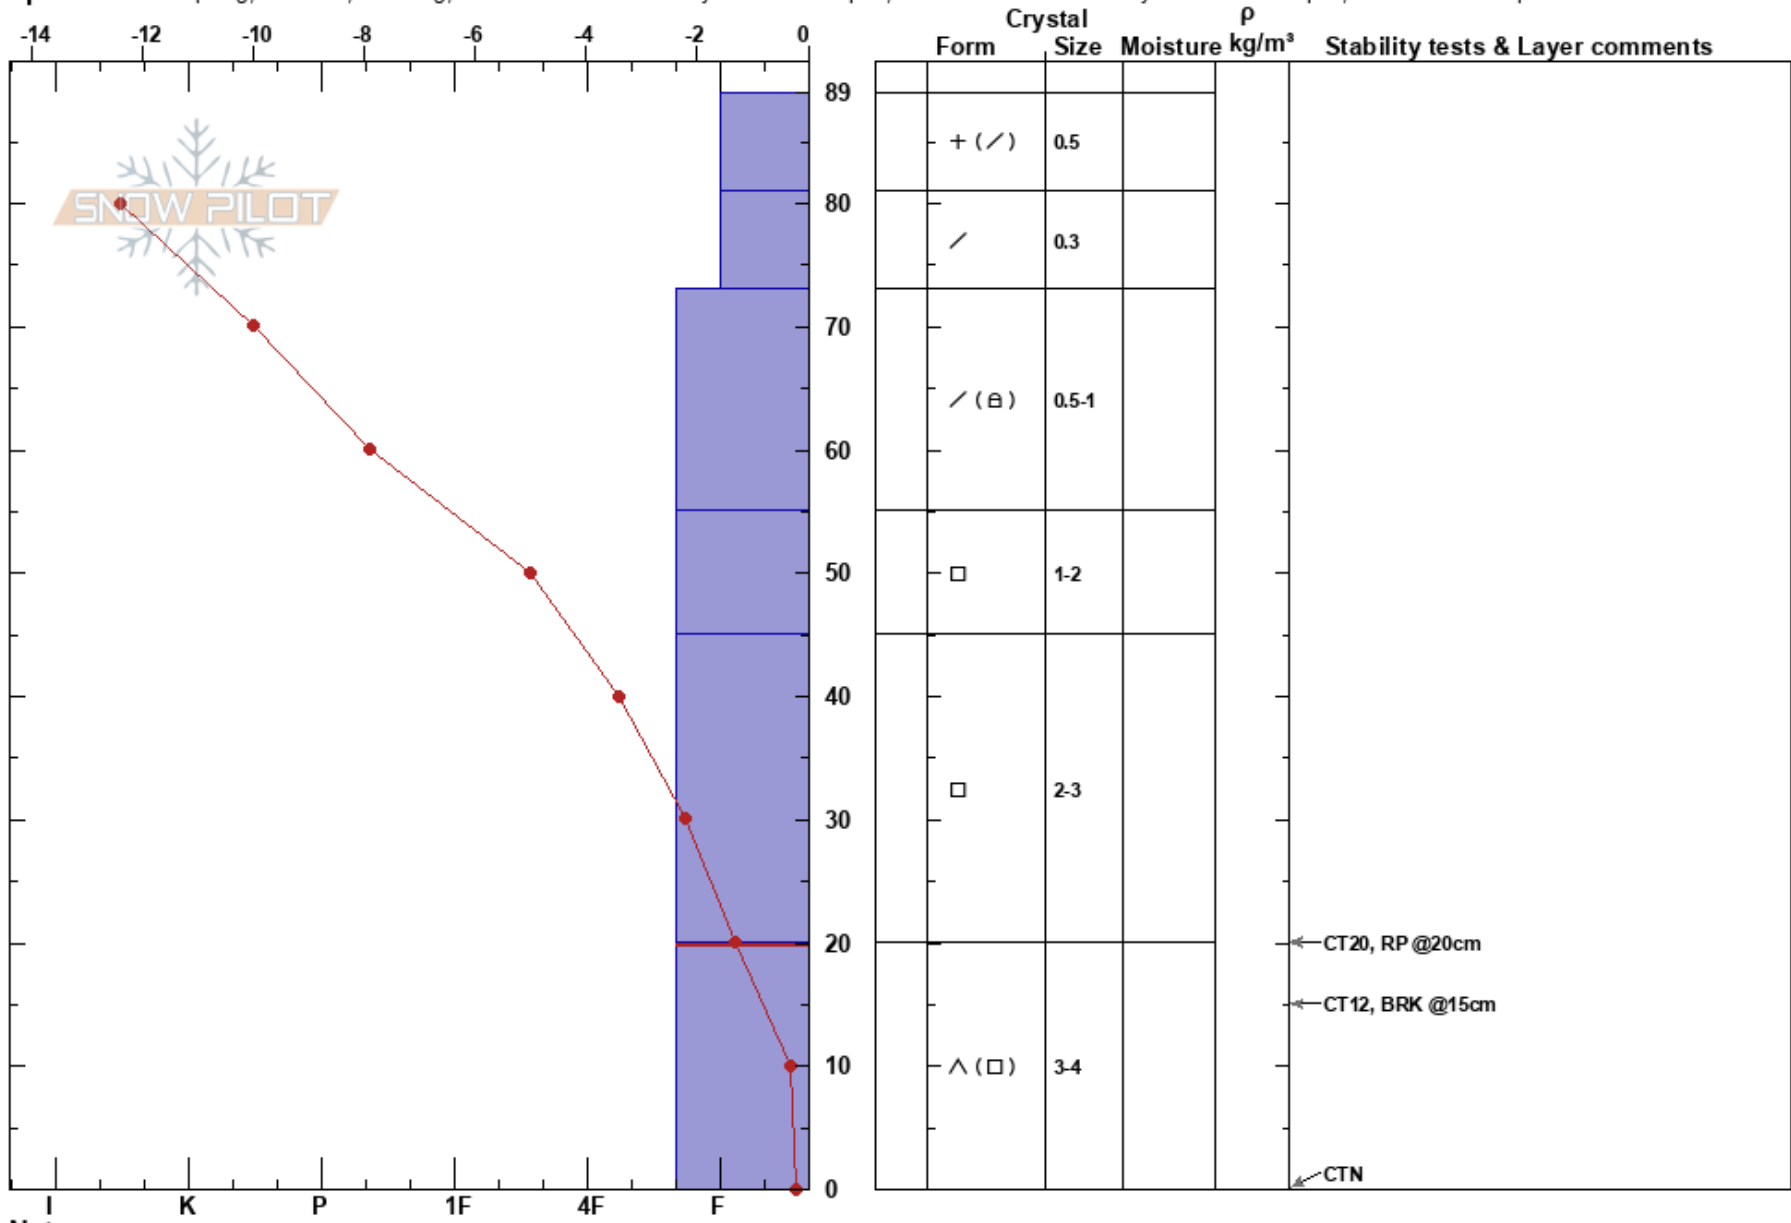 Crystal
ρ
-14 -12 -10 -8 -6 -4 -2 0
Form Size Moisture kg/m³ Stability tests & Layer comments
89
+ (∕) 0.5
80
SNOW PILOT
∕ 0.3
70
∕ (⌂) 0.5-1
60
50
□ 1-2
40
□ 2-3
30
20
CT20, RP @20cm
CT12, BRK @15cm
10
∧ (□) 3-4
CTN
0
I K P 1F 4F F